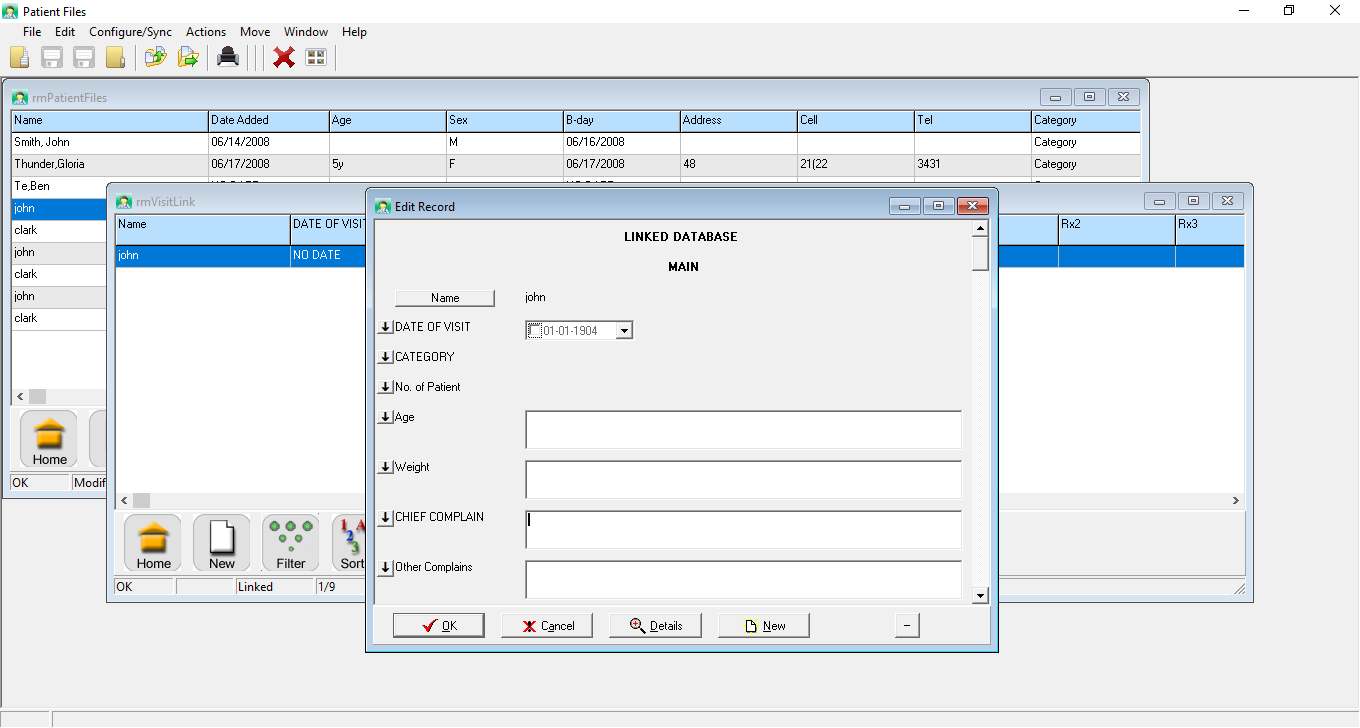 Patient Files
File Edit Configure/Sync Actions Move Window Help
rmPatientFiles
Name Date Added Age Sex B-day Address Cell Tel Category
Smith, John 06/14/2008 M 06/16/2008 Category
Thunder,Gloria 06/17/2008 5y F 06/17/2008 48 21(22 3431 Category
Te,Ben
john
clark
john
clark
john
clark
Home
OK Modif
rmVisitLink
Name DATE OF VISIT Rx2 Rx3
john NO DATE
Home New Filter Sort
OK Linked 1/9
Edit Record
LINKED DATABASE
MAIN
Name john
DATE OF VISIT 01-01-1904
CATEGORY
No. of Patient
Age
Weight
CHIEF COMPLAIN
Other Complains
OK Cancel Details New –